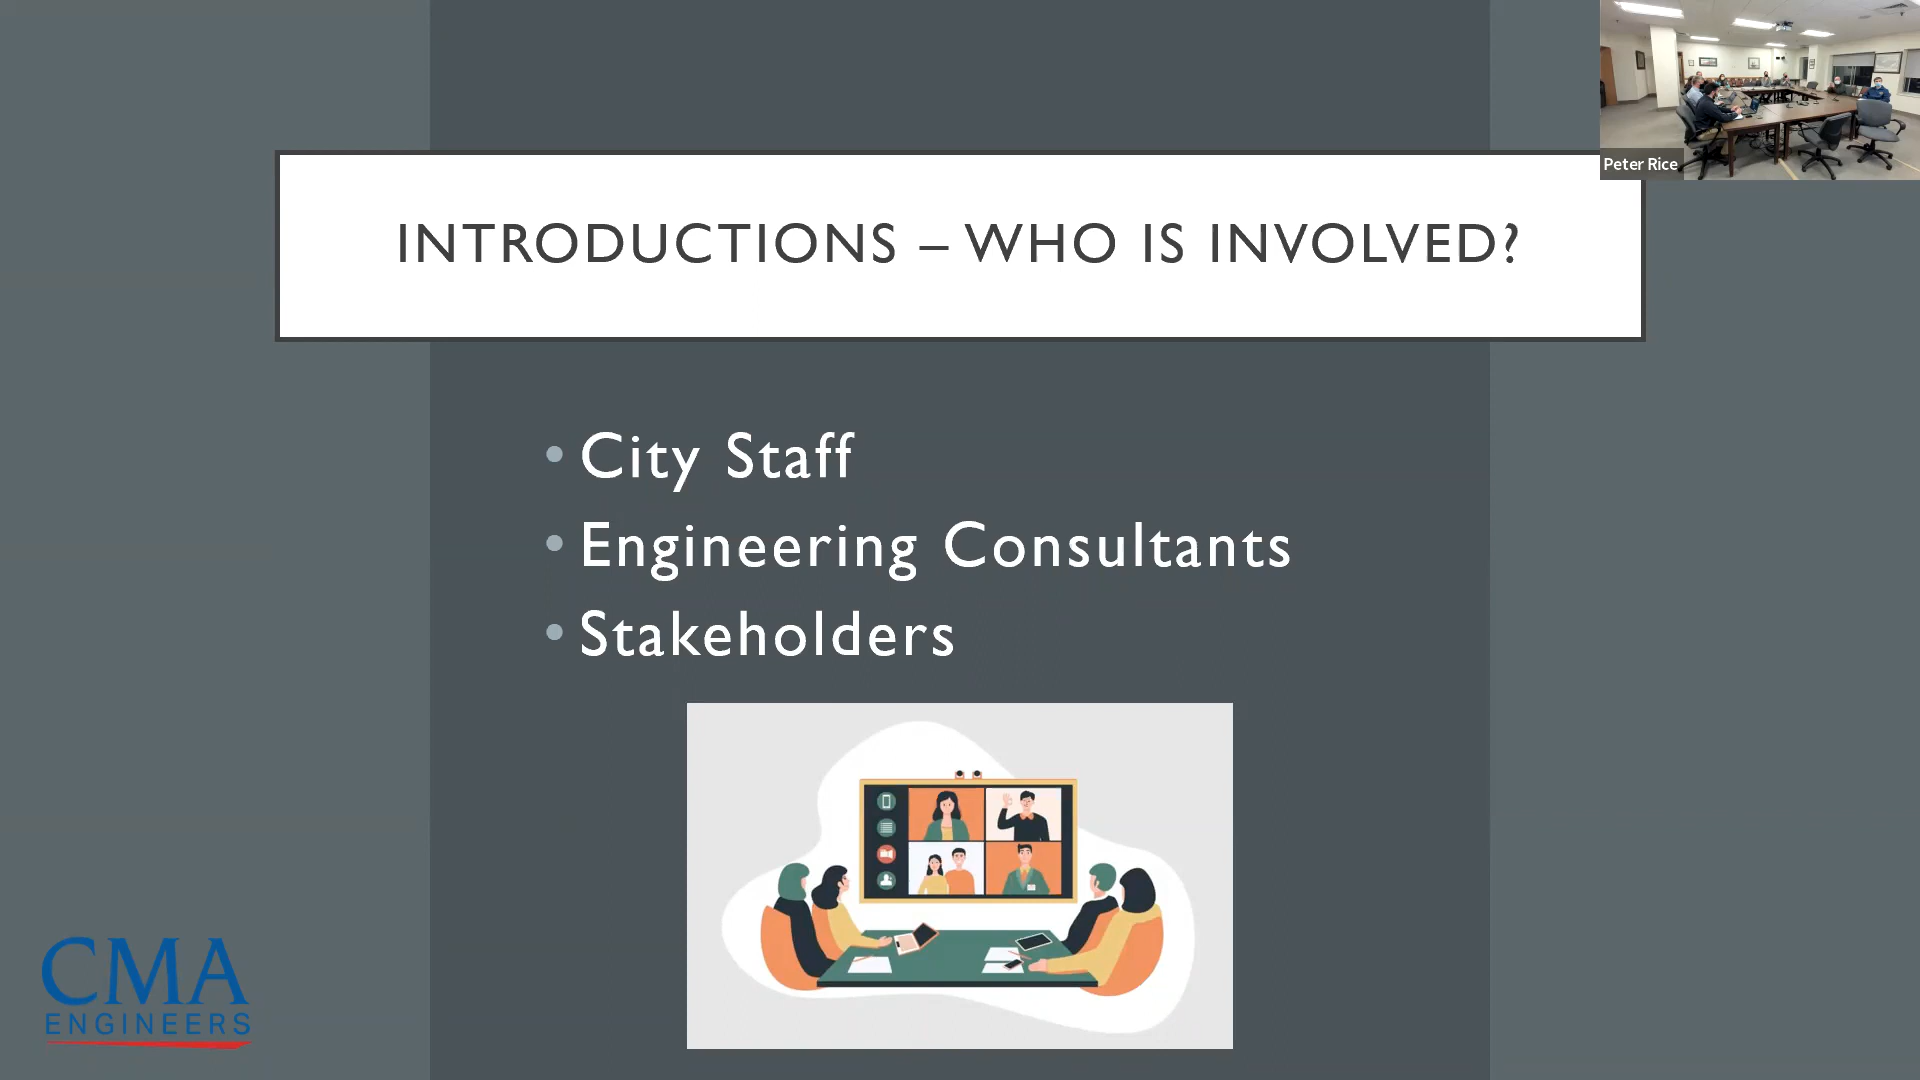 Peter Rice
INTRODUCTIONS – WHO IS INVOLVED?
• City Staff
• Engineering Consultants
• Stakeholders
CMA
ENGINEERS